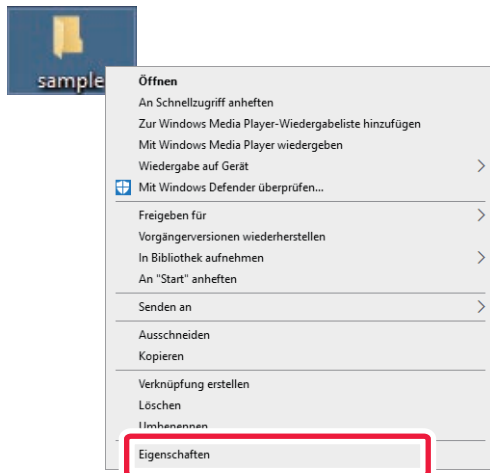 sample
Öffnen
An Schnellzugriff anheften
Zur Windows Media Player-Wiedergabeliste hinzufügen
Mit Windows Media Player wiedergeben
Wiedergabe auf Gerät
Mit Windows Defender überprüfen...
Freigeben für
Vorgängerversionen wiederherstellen
In Bibliothek aufnehmen
An "Start" anheften
Senden an
Ausschneiden
Kopieren
Verknüpfung erstellen
Löschen
Umbenennen
Eigenschaften